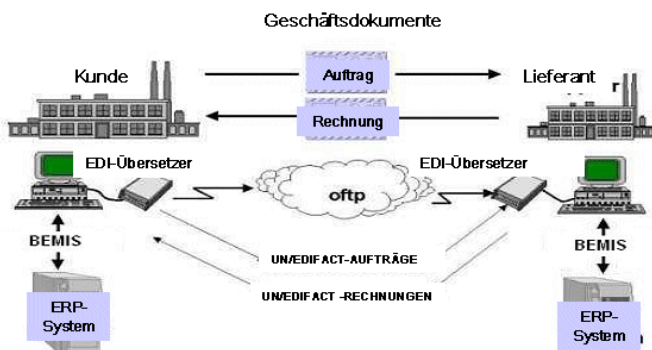 Geschäftsdokumente
Kunde
Auftrag
Lieferant
r
Rechnung
EDI-Übersetzer
EDI-Übersetzer
oftp
BEMIS
BEMIS
UN/EDIFACT-AUFTRÄGE
UN/EDIFACT -RECHNUNGEN
ERP-
System
ERP-
System